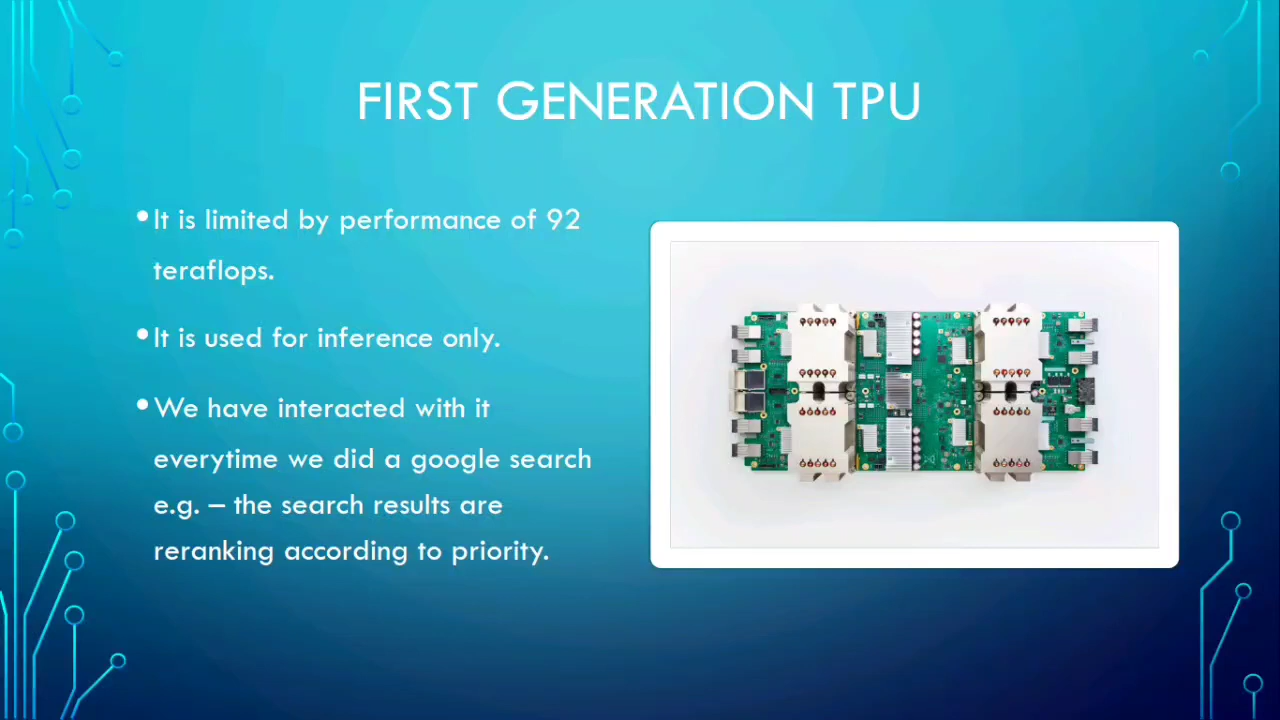 FIRST GENERATION TPU
•It is limited by performance of 92
teraflops.
•It is used for inference only.
•We have interacted with it
everytime we did a google search
e.g. – the search results are
reranking according to priority.